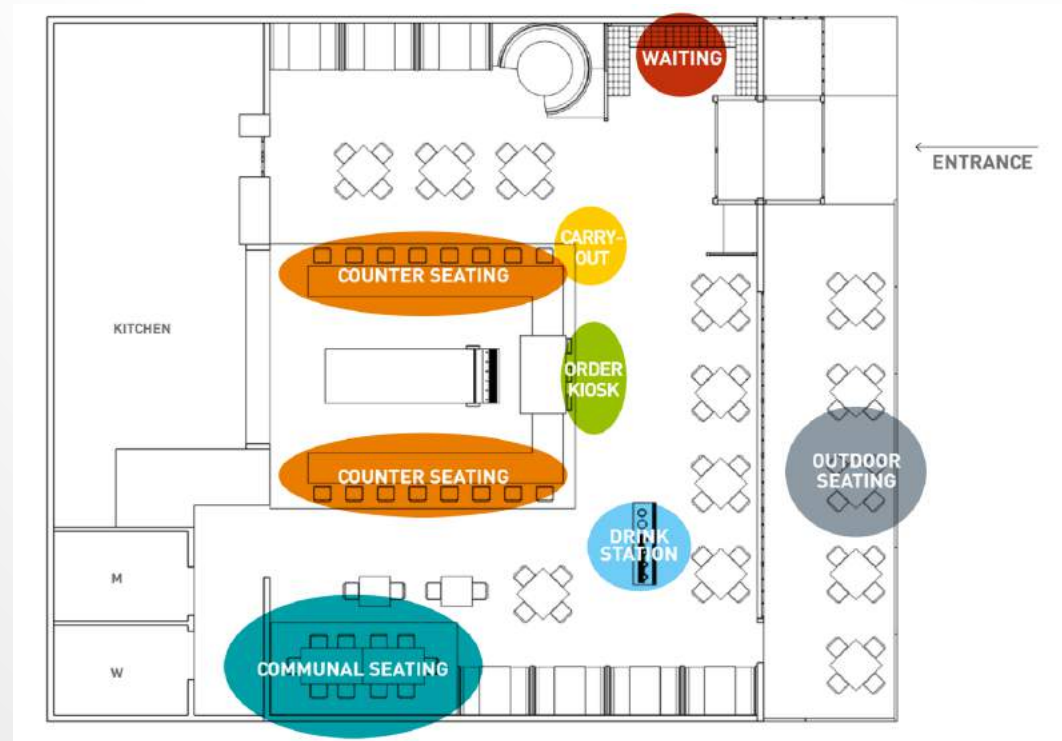 WAITING
ENTRANCE
CARRY-
OUT
COUNTER SEATING
KITCHEN
ORDER
KIOSK
COUNTER SEATING
OUTDOOR
SEATING
DRINK
STATION
M
COMMUNAL SEATING
W